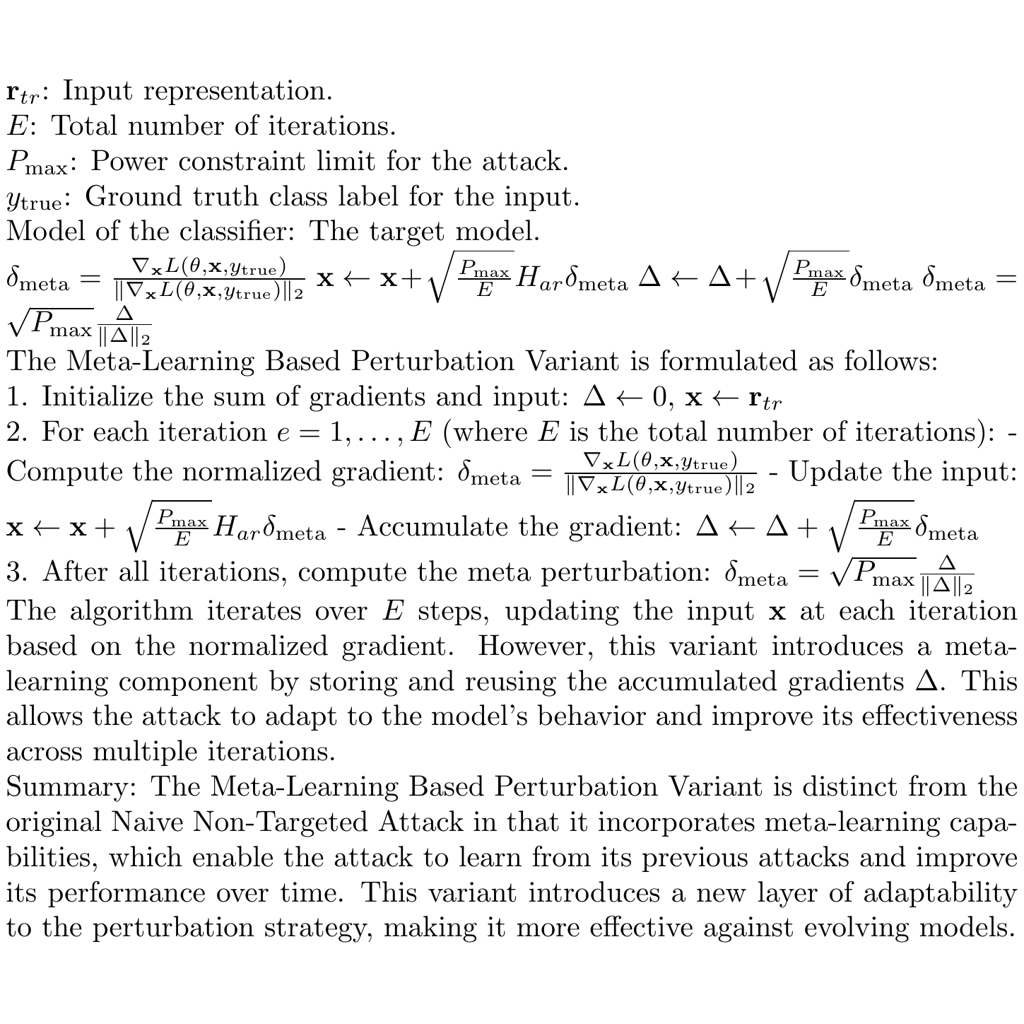 $\mathbf{r}_{tr}$: Input representation.
$E$: Total number of iterations.
$P_{\max}$: Power constraint limit for the attack.
$y_{\text{true}}$: Ground truth class label for the input.
Model of the classifier: The target model.
$\delta_{\text{meta}} = \frac{\nabla_{\mathbf{x}} L(\theta, \mathbf{x}, y_{\text{true}})}{\|\nabla_{\mathbf{x}} L(\theta, \mathbf{x}, y_{\text{true}})\|_2}$ $\mathbf{x} \leftarrow \mathbf{x} + \sqrt{\frac{P_{\max}}{E}} H_{ar} \delta_{\text{meta}}$ $\Delta \leftarrow \Delta + \sqrt{\frac{P_{\max}}{E}} \delta_{\text{meta}}$ $\delta_{\text{meta}} =$
$\sqrt{P_{\max}} \frac{\Delta}{\|\Delta\|_2}$
The Meta-Learning Based Perturbation Variant is formulated as follows:
1. Initialize the sum of gradients and input: $\Delta \leftarrow 0$, $\mathbf{x} \leftarrow \mathbf{r}_{tr}$
2. For each iteration $e = 1, \ldots, E$ (where $E$ is the total number of iterations): -
Compute the normalized gradient: $\delta_{\text{meta}} = \frac{\nabla_{\mathbf{x}} L(\theta, \mathbf{x}, y_{\text{true}})}{\|\nabla_{\mathbf{x}} L(\theta, \mathbf{x}, y_{\text{true}})\|_2}$ - Update the input:
$\mathbf{x} \leftarrow \mathbf{x} + \sqrt{\frac{P_{\max}}{E}} H_{ar} \delta_{\text{meta}}$ - Accumulate the gradient: $\Delta \leftarrow \Delta + \sqrt{\frac{P_{\max}}{E}} \delta_{\text{meta}}$
3. After all iterations, compute the meta perturbation: $\delta_{\text{meta}} = \sqrt{P_{\max}} \frac{\Delta}{\|\Delta\|_2}$
The algorithm iterates over $E$ steps, updating the input $\mathbf{x}$ at each iteration
based on the normalized gradient. However, this variant introduces a meta-
learning component by storing and reusing the accumulated gradients $\Delta$. This
allows the attack to adapt to the model's behavior and improve its effectiveness
across multiple iterations.
Summary: The Meta-Learning Based Perturbation Variant is distinct from the
original Naive Non-Targeted Attack in that it incorporates meta-learning capa-
bilities, which enable the attack to learn from its previous attacks and improve
its performance over time. This variant introduces a new layer of adaptability
to the perturbation strategy, making it more effective against evolving models.